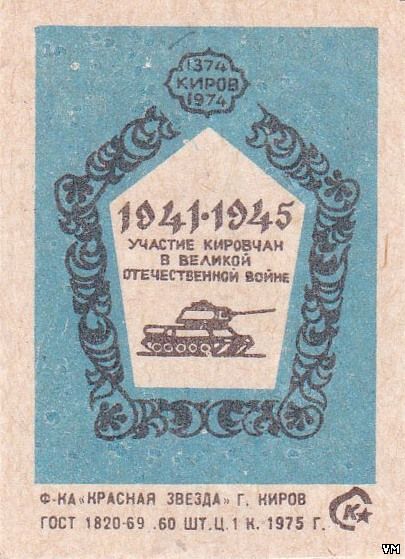 1374
КИРОВ
1974
1941·1945
УЧАСТИЕ КИРОВЧАН
В ВЕЛИКОЙ
ОТЕЧЕСТВЕННОЙ ВОЙНЕ
Ф-КА «КРАСНАЯ ЗВЕЗДА» Г. КИРОВ
ГОСТ 1820-69 .60 ШТ.Ц.1 К. 1975 Г.
К
VM